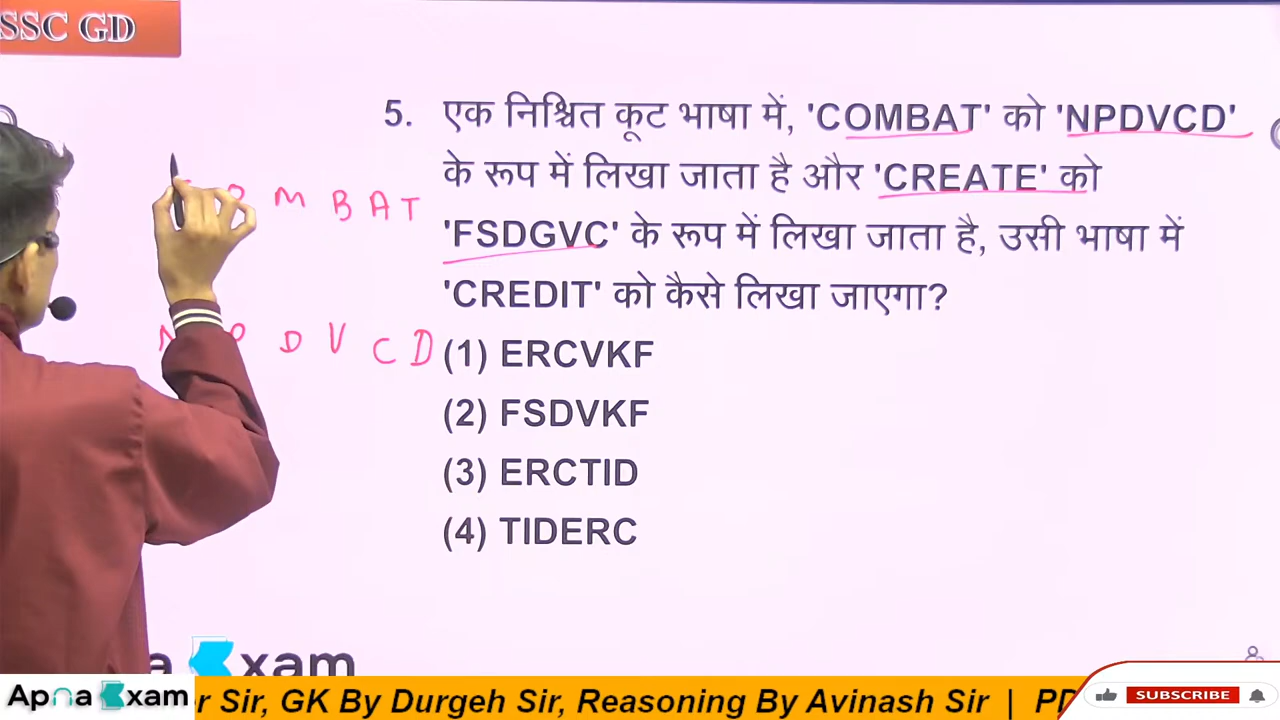 SSC GD
5. एक निश्चित कूट भाषा में, 'COMBAT' को 'NPDVCD'
के रूप में लिखा जाता है और 'CREATE' को
'FSDGVC' के रूप में लिखा जाता है, उसी भाषा में
'CREDIT' को कैसे लिखा जाएगा?
M B A T
D V C D
(1) ERCVKF
(2) FSDVKF
(3) ERCTID
(4) TIDERC
a Exam
Apna Exam
r Sir, GK By Durgeh Sir, Reasoning By Avinash Sir | PD
SUBSCRIBE